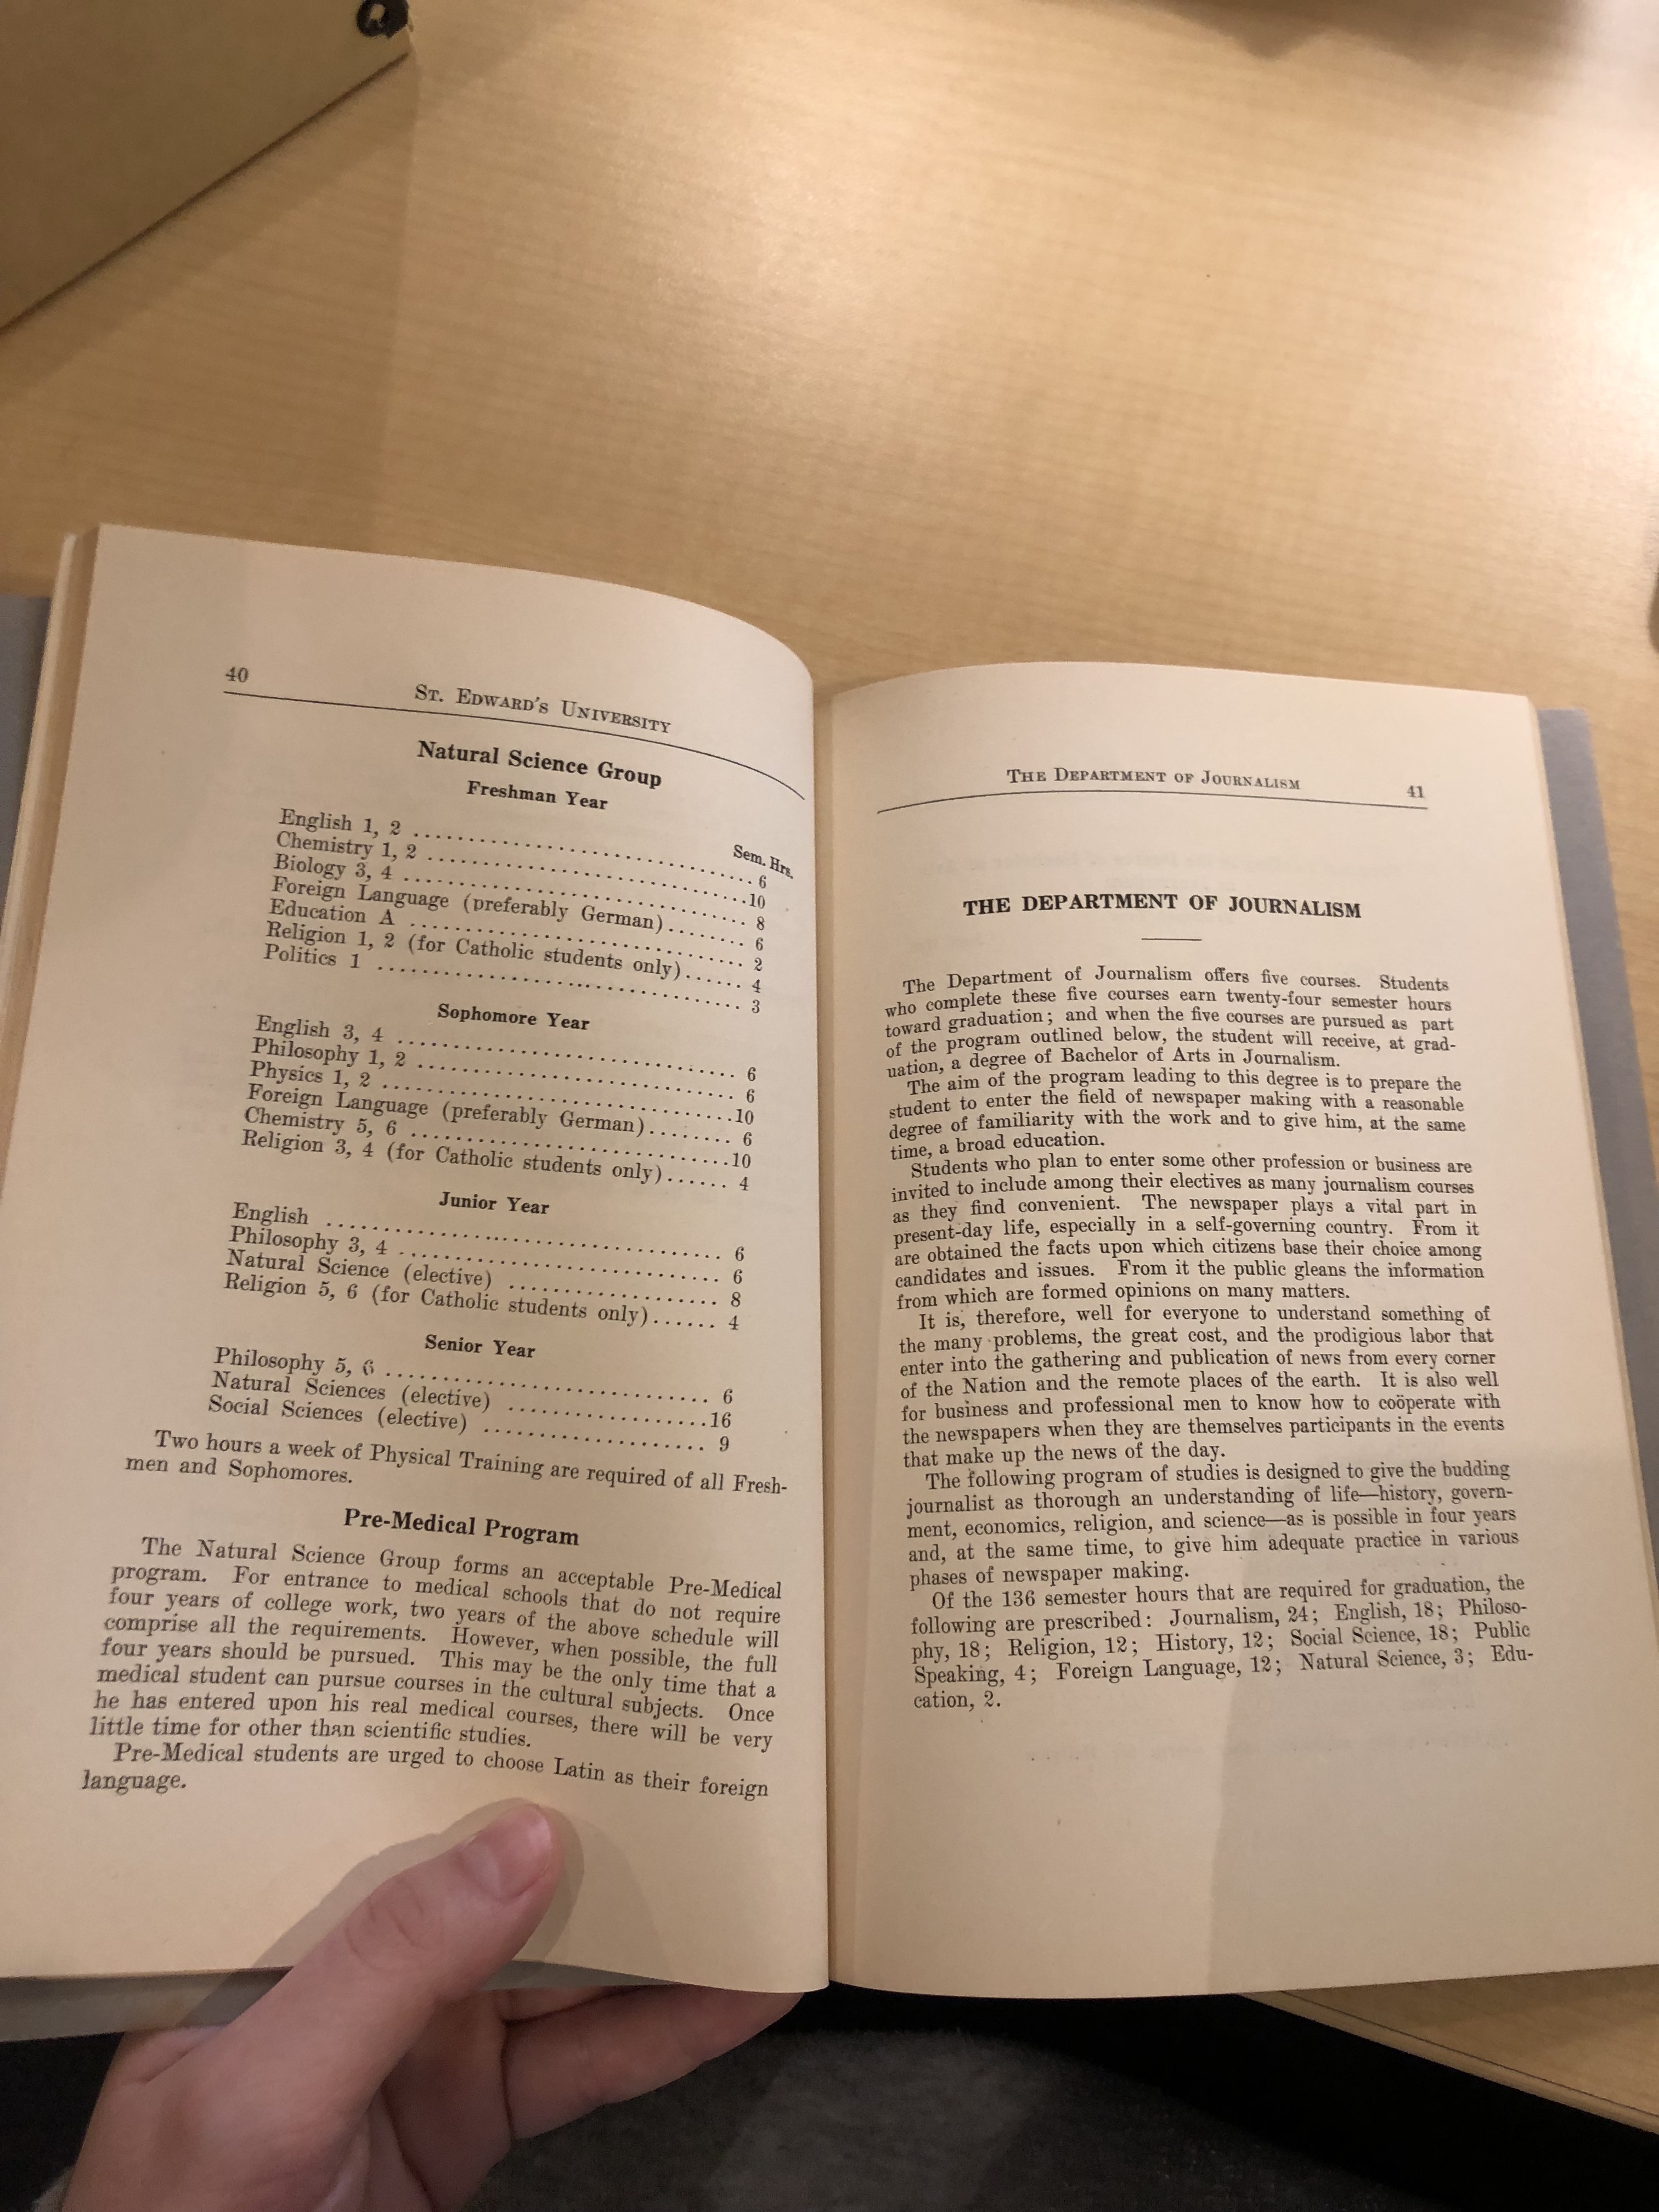 40
St. Edward's University
Natural Science Group
Freshman Year
Sem. Hrs.
English 1, 2 ........................................ 6
Chemistry 1, 2 ........................................10
Biology 3, 4 ........................................ 8
Foreign Language (preferably German)........ 6
Education A ........................................ 2
Religion 1, 2 (for Catholic students only)...... 4
Politics 1 ........................................ 3
Sophomore Year
English 3, 4 ........................................ 6
Philosophy 1, 2 ........................................ 6
Physics 1, 2 ........................................10
Foreign Language (preferably German)........ 6
Chemistry 5, 6 ........................................10
Religion 3, 4 (for Catholic students only)...... 4
Junior Year
English ........................................ 6
Philosophy 3, 4 ........................................ 6
Natural Science (elective) ........................ 8
Religion 5, 6 (for Catholic students only)...... 4
Senior Year
Philosophy 5, 6 ........................................ 6
Natural Sciences (elective) ......................16
Social Sciences (elective) ........................ 9
Two hours a week of Physical Training are required of all Fresh-
men and Sophomores.
Pre-Medical Program
The Natural Science Group forms an acceptable Pre-Medical
program. For entrance to medical schools that do not require
four years of college work, two years of the above schedule will
comprise all the requirements. However, when possible, the full
four years should be pursued. This may be the only time that a
medical student can pursue courses in the cultural subjects. Once
he has entered upon his real medical courses, there will be very
little time for other than scientific studies.
Pre-Medical students are urged to choose Latin as their foreign
language.
The Department of Journalism 41
THE DEPARTMENT OF JOURNALISM
The Department of Journalism offers five courses. Students
who complete these five courses earn twenty-four semester hours
toward graduation; and when the five courses are pursued as part
of the program outlined below, the student will receive, at grad-
uation, a degree of Bachelor of Arts in Journalism.
The aim of the program leading to this degree is to prepare the
student to enter the field of newspaper making with a reasonable
degree of familiarity with the work and to give him, at the same
time, a broad education.
Students who plan to enter some other profession or business are
invited to include among their electives as many journalism courses
as they find convenient. The newspaper plays a vital part in
present-day life, especially in a self-governing country. From it
are obtained the facts upon which citizens base their choice among
candidates and issues. From it the public gleans the information
from which are formed opinions on many matters.
It is, therefore, well for everyone to understand something of
the many problems, the great cost, and the prodigious labor that
enter into the gathering and publication of news from every corner
of the Nation and the remote places of the earth. It is also well
for business and professional men to know how to coöperate with
the newspapers when they are themselves participants in the events
that make up the news of the day.
The following program of studies is designed to give the budding
journalist as thorough an understanding of life—history, govern-
ment, economics, religion, and science—as is possible in four years
and, at the same time, to give him adequate practice in various
phases of newspaper making.
Of the 136 semester hours that are required for graduation, the
following are prescribed: Journalism, 24; English, 18; Philoso-
phy, 18; Religion, 12; History, 12; Social Science, 18; Public
Speaking, 4; Foreign Language, 12; Natural Science, 3; Edu-
cation, 2.